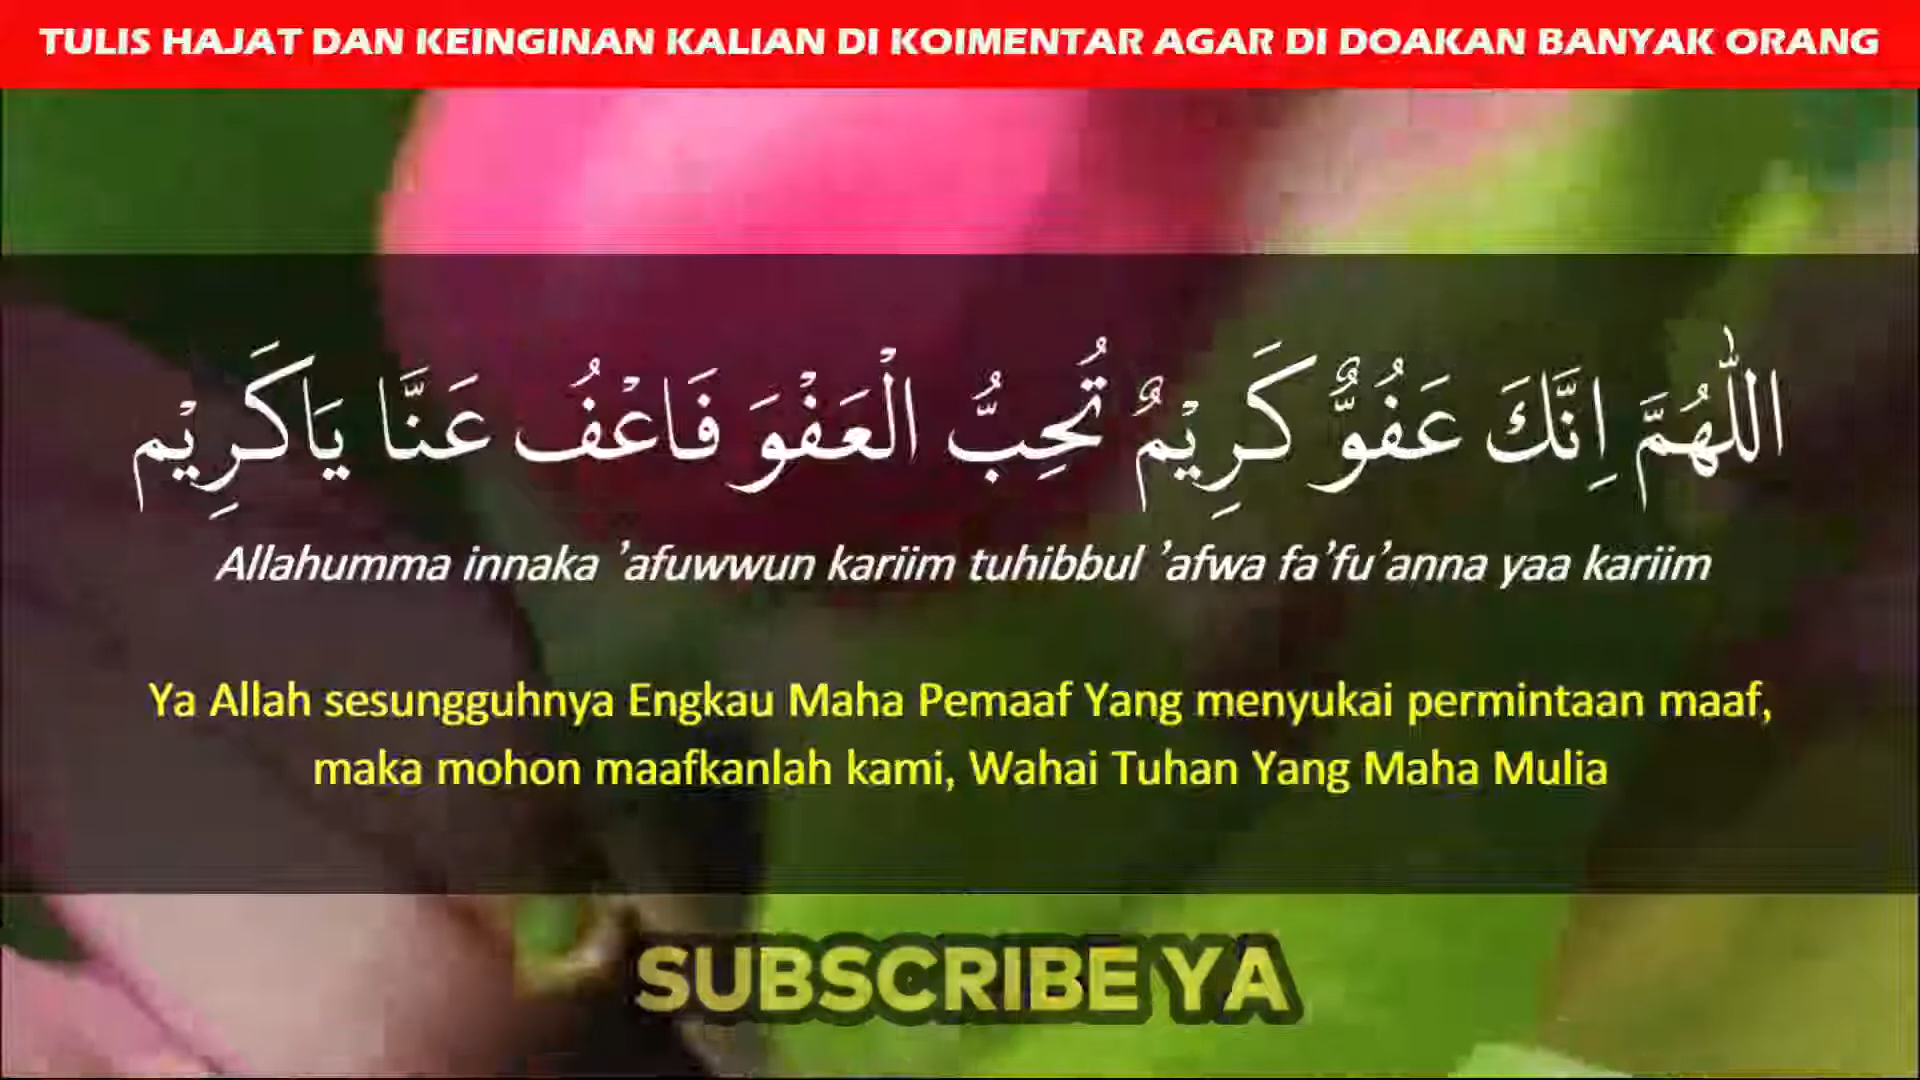 TULIS HAJAT DAN KEINGINAN KALIAN DI KOIMENTAR AGAR DI DOAKAN BANYAK ORANG
اللّٰهُمَّ اِنَّكَ عَفُوٌّ كَرِيْمٌ تُحِبُّ الْعَفْوَ فَاعْفُ عَنَّا يَاكَرِيْم
Allahumma innaka ’afuwwun kariim tuhibbul ’afwa fa’fu’anna yaa kariim
Ya Allah sesungguhnya Engkau Maha Pemaaf Yang menyukai permintaan maaf,
maka mohon maafkanlah kami, Wahai Tuhan Yang Maha Mulia
SUBSCRIBE YA